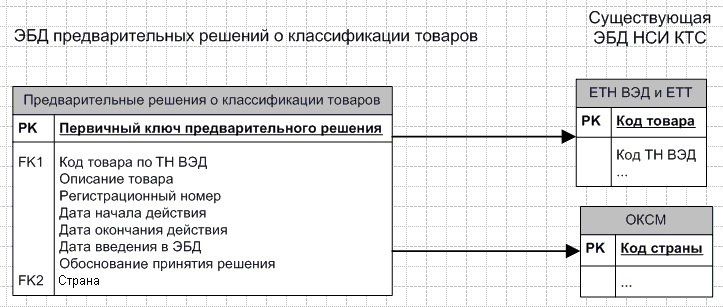 ЭБД предварительных решений о классификации товаров
Существующая
ЭБД НСИ КТС
Предварительные решения о классификации товаров
PK Первичный ключ предварительного решения
FK1 Код товара по ТН ВЭД
Описание товара
Регистрационный номер
Дата начала действия
Дата окончания действия
Дата введения в ЭБД
Обоснование принятия решения
FK2 Страна
ЕТН ВЭД и ЕТТ
PK Код товара
Код ТН ВЭД
...
ОКСМ
PK Код страны
...